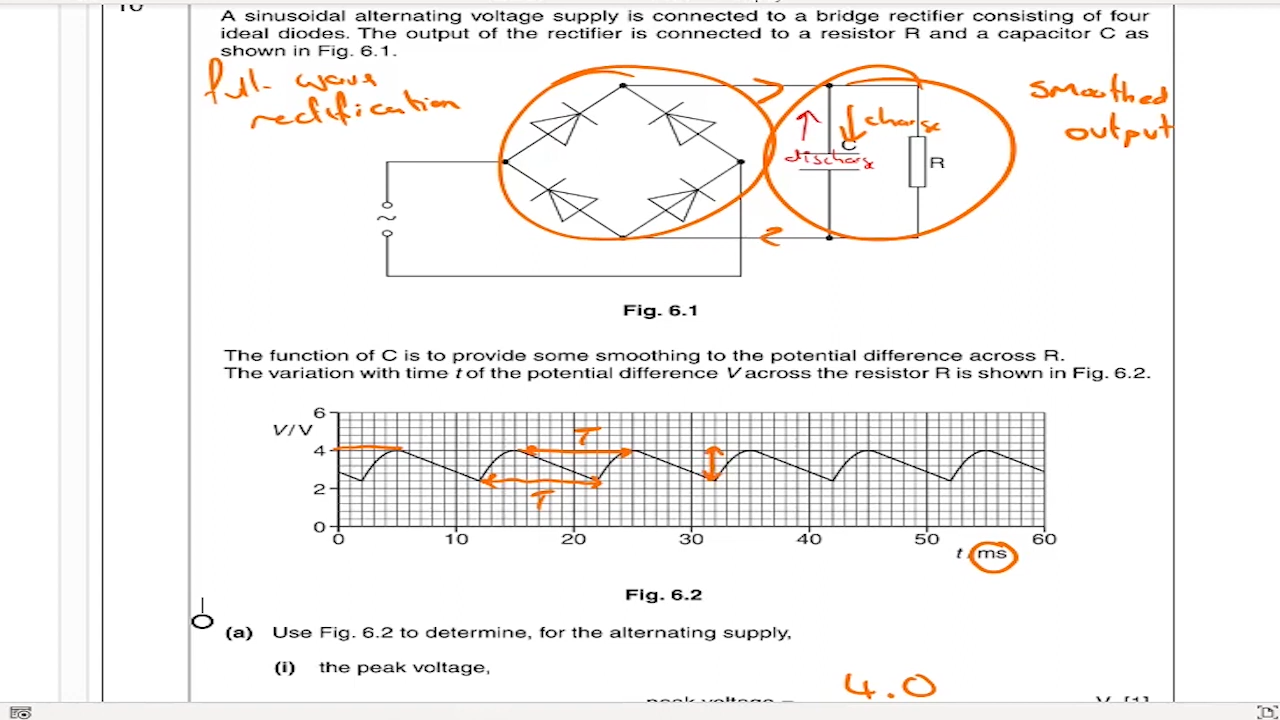 10
A sinusoidal alternating voltage supply is connected to a bridge rectifier consisting of four
ideal diodes. The output of the rectifier is connected to a resistor R and a capacitor C as
shown in Fig. 6.1.
full-wave
rectification
smoothed
output
charge
discharge
C
R
~
Fig. 6.1
The function of C is to provide some smoothing to the potential difference across R.
The variation with time t of the potential difference V across the resistor R is shown in Fig. 6.2.
6
V/V
4
2
0
T
T
0 10 20 30 40 50 60
t / ms
Fig. 6.2
(a) Use Fig. 6.2 to determine, for the alternating supply,
(i) the peak voltage,
4.0
peak voltage = V [1]